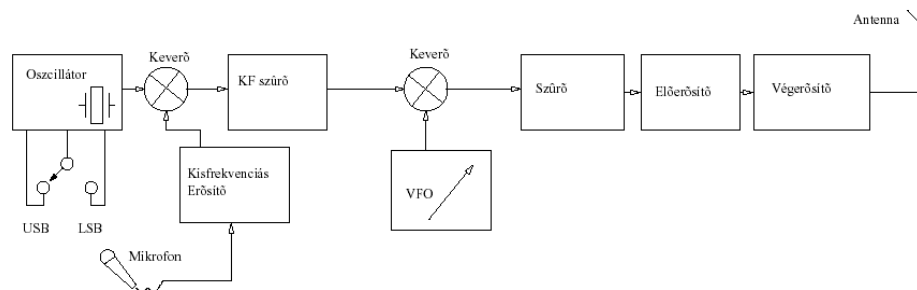 Antenna
Keverõ
Keverõ
Oszcillátor
KF szûrõ
Szûrõ
Elõerõsítõ
Végerõsítõ
Kisfrekvenciás
Erõsítõ
VFO
USB
LSB
Mikrofon